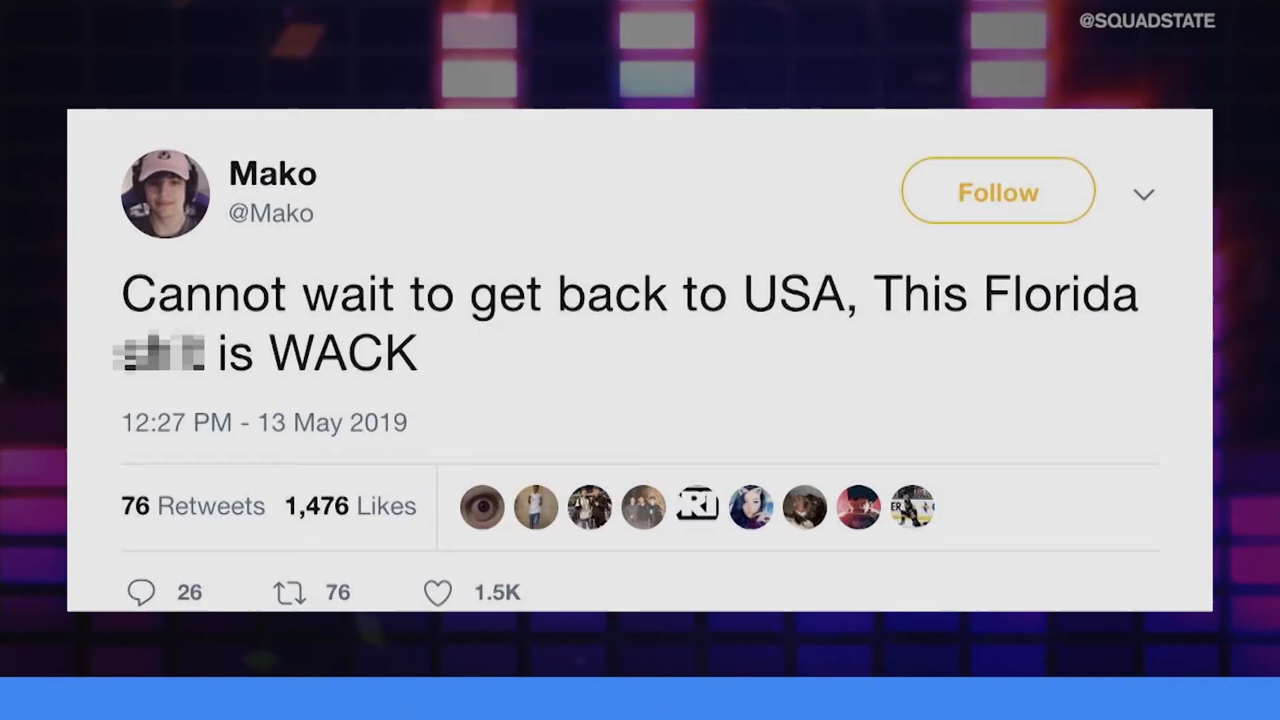 @SQUADSTATE
Mako
@Mako
Follow
Cannot wait to get back to USA, This Florida
is WACK
12:27 PM - 13 May 2019
76 Retweets 1,476 Likes
26 76 1.5K